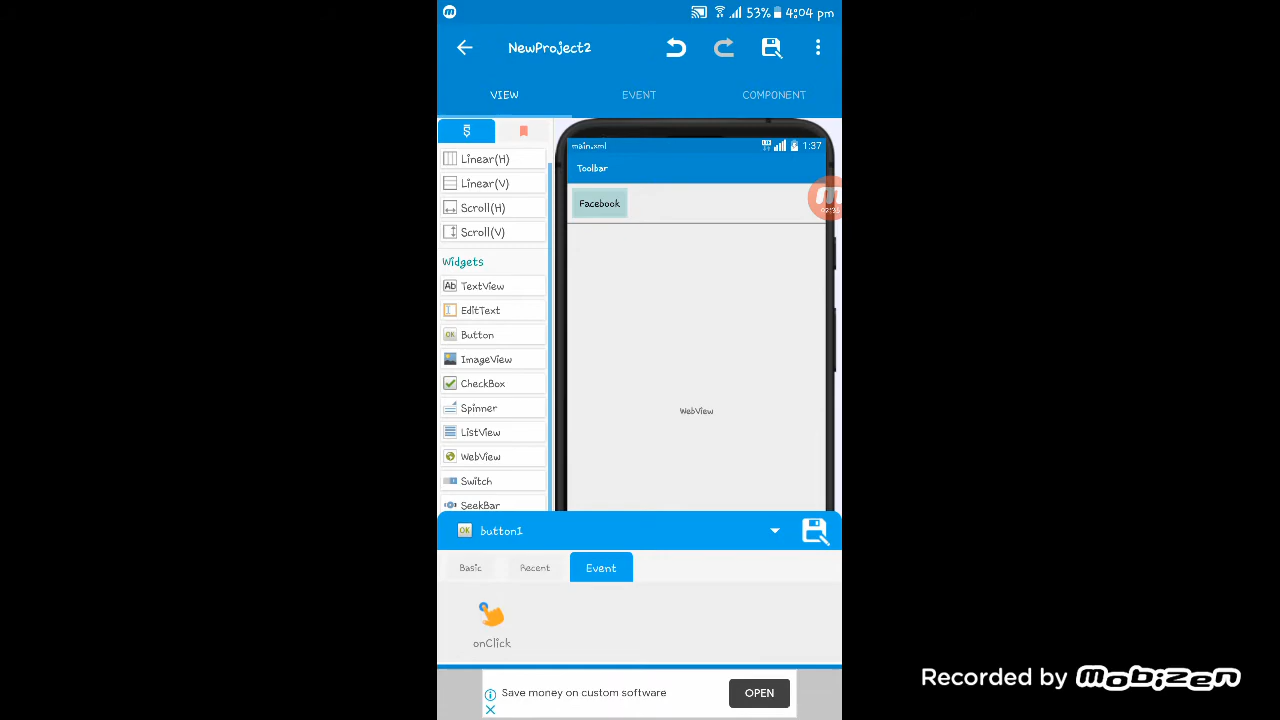 53% 4:04 pm
NewProject2
VIEW EVENT COMPONENT
main.xml 1:37
Toolbar
Linear(H)
Linear(V)
Scroll(H)
Scroll(V)
Facebook
Widgets
TextView
EditText
Button
ImageView
CheckBox
Spinner
ListView
WebView
Switch
SeekBar
WebView
button1
Basic Recent Event
onClick
Save money on custom software OPEN
Recorded by mobizen